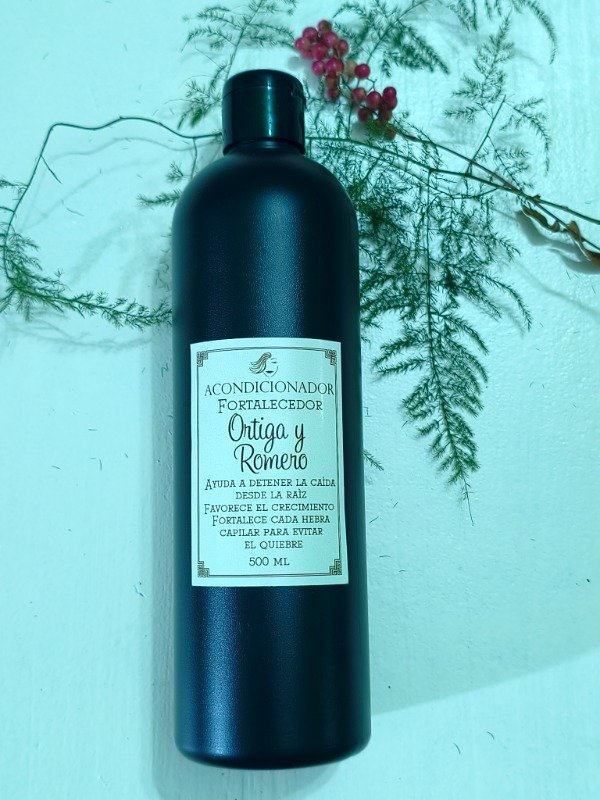 ACONDICIONADOR
FORTALECEDOR
Ortiga y
Romero
AYUDA A DETENER LA CAÍDA
DESDE LA RAÍZ
FAVORECE EL CRECIMIENTO
FORTALECE CADA HEBRA
CAPILAR PARA EVITAR
EL QUIEBRE
500 ML